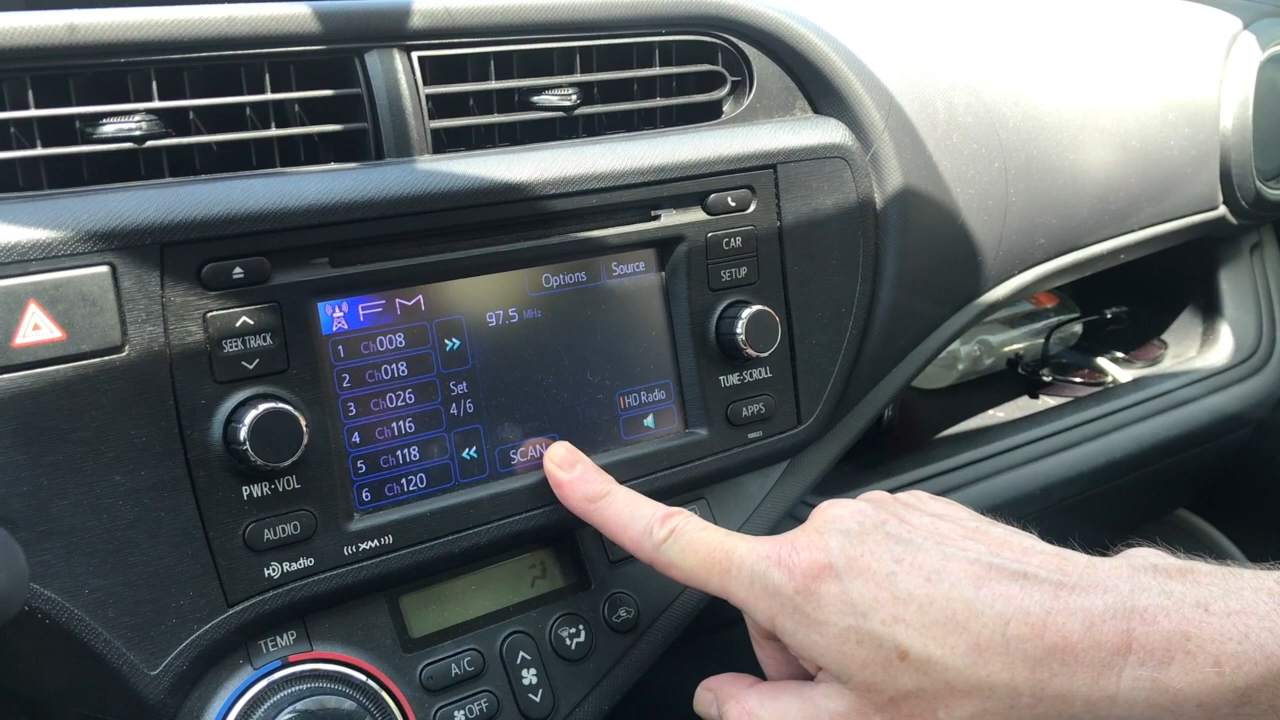 CAR
SETUP
SEEK TRACK
Options
Source
FM
97.5 MHz
1 Ch008
2 Ch018
3 Ch026
4 Ch116
5 Ch118
6 Ch120
Set
4/6
HD Radio
SCAN
TUNE·SCROLL
APPS
PWR·VOL
AUDIO
HD Radio
(((XM)))
TEMP
A/C
OFF